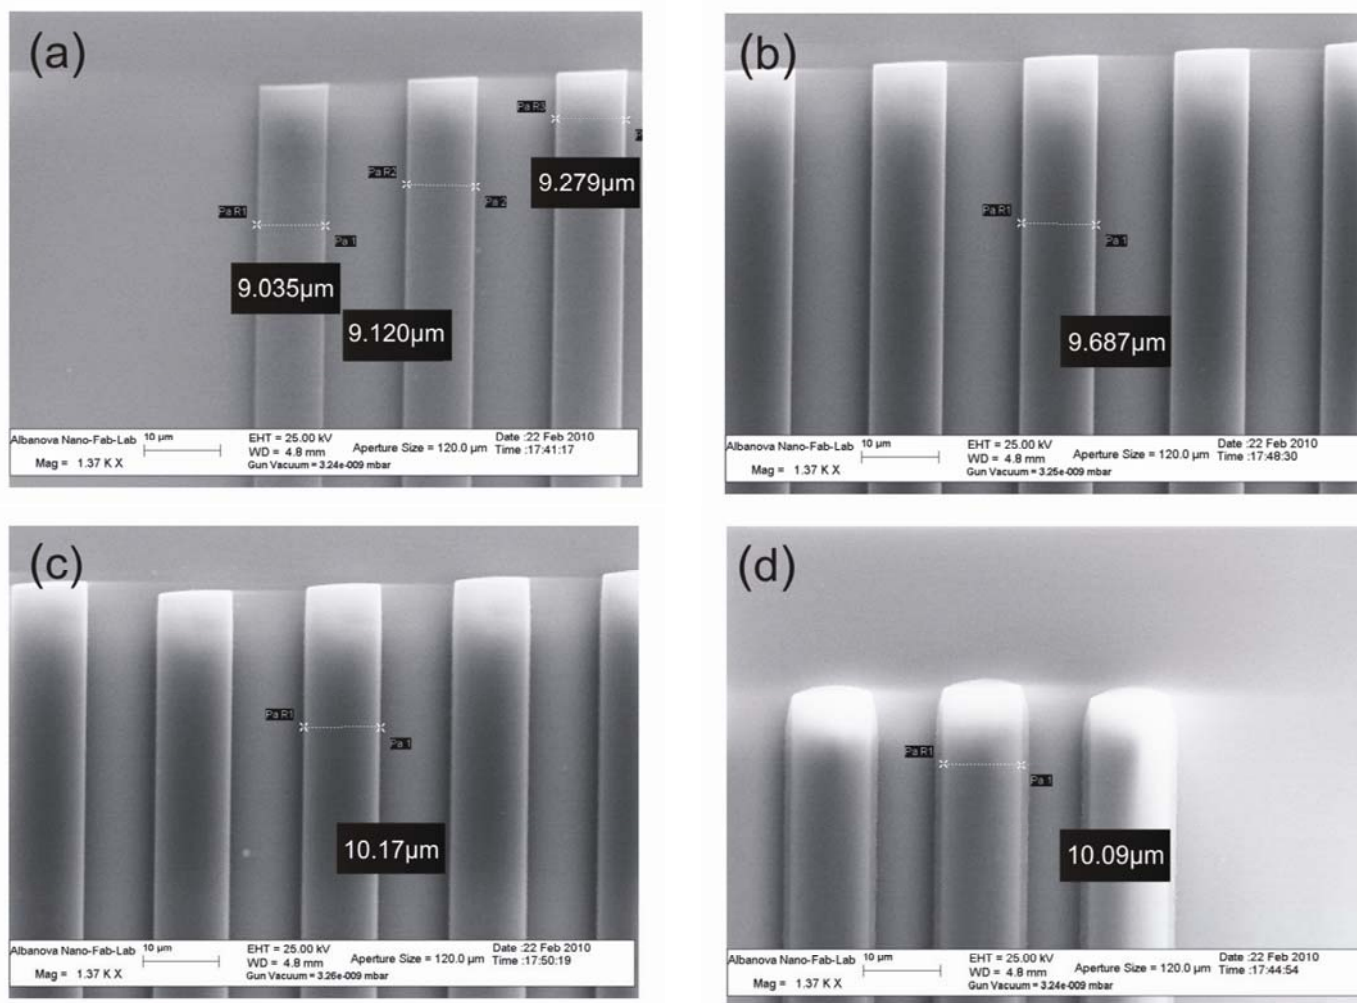 (a)
Pa R3
P
9.279µm
Pa R2
Pa 2
Pa R1
Pa 1
9.035µm
9.120µm
Albanova Nano-Fab-Lab
10 µm
Mag = 1.37 K X
EHT = 25.00 kV
WD = 4.8 mm
Gun Vacuum = 3.24e-009 mbar
Aperture Size = 120.0 µm
Date :22 Feb 2010
Time :17:41:17
(b)
Pa R1
Pa 1
9.687µm
Albanova Nano-Fab-Lab
10 µm
Mag = 1.37 K X
EHT = 25.00 kV
WD = 4.8 mm
Gun Vacuum = 3.25e-009 mbar
Aperture Size = 120.0 µm
Date :22 Feb 2010
Time :17:48:30
(c)
Pa R1
Pa 1
10.17µm
Albanova Nano-Fab-Lab
10 µm
Mag = 1.37 K X
EHT = 25.00 kV
WD = 4.8 mm
Gun Vacuum = 3.26e-009 mbar
Aperture Size = 120.0 µm
Date :22 Feb 2010
Time :17:50:19
(d)
Pa R1
Pa 1
10.09µm
Albanova Nano-Fab-Lab
10 µm
Mag = 1.37 K X
EHT = 25.00 kV
WD = 4.8 mm
Gun Vacuum = 3.24e-009 mbar
Aperture Size = 120.0 µm
Date :22 Feb 2010
Time :17:44:54